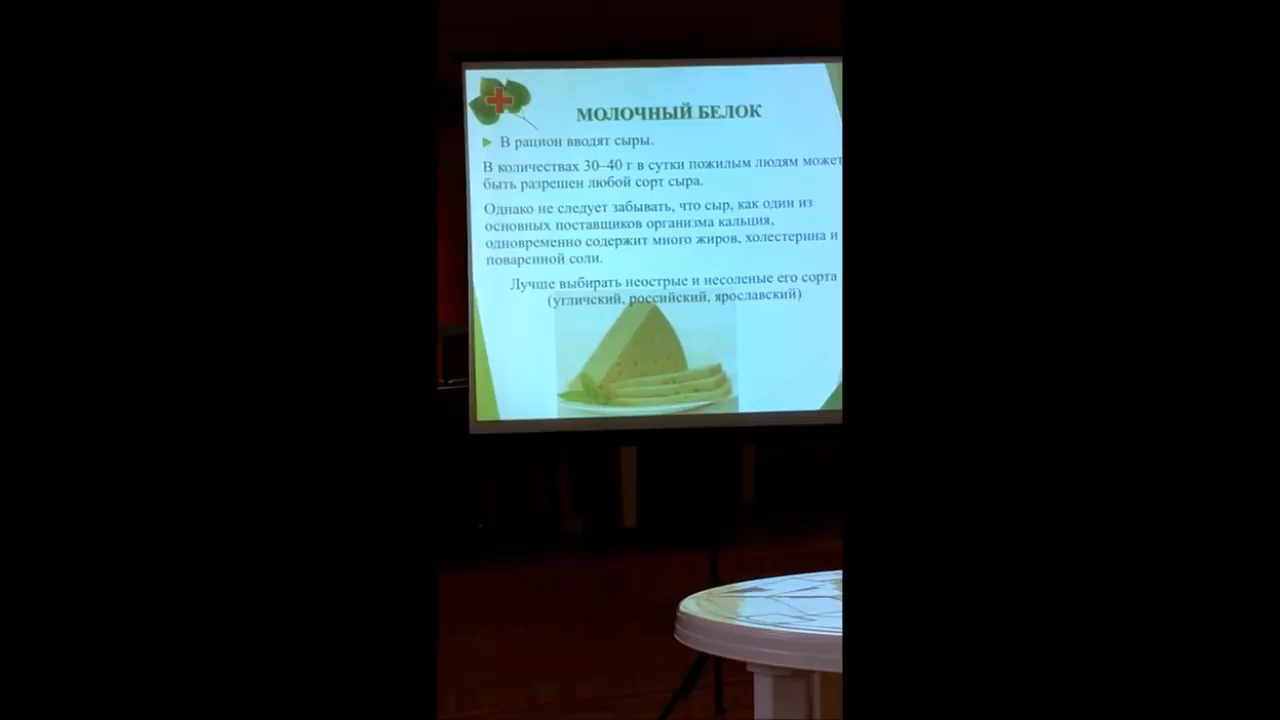 МОЛОЧНЫЙ БЕЛОК
В рацион вводят сыры.
В количествах 30–40 г в сутки пожилым людям может
быть разрешен любой сорт сыра.
Однако не следует забывать, что сыр, как один из
основных поставщиков организма кальция,
одновременно содержит много жиров, холестерина и
поваренной соли.
Лучше выбирать неострые и несоленые его сорта
(угличский, российский, ярославский)